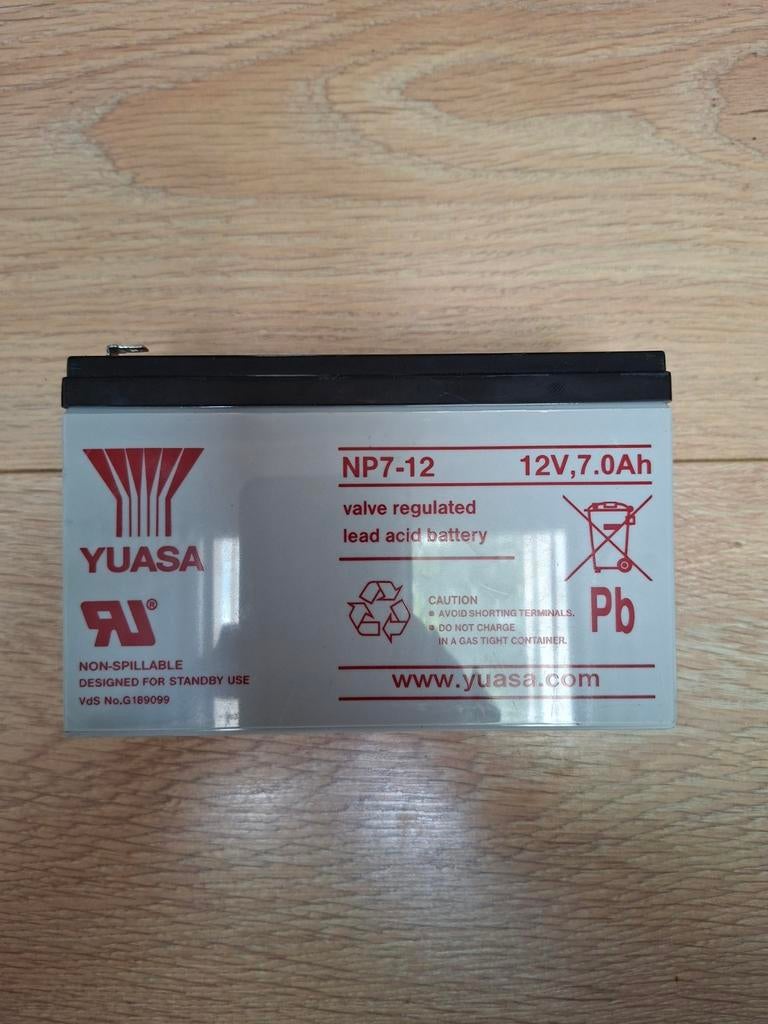 YUASA
NON-SPILLABLE
DESIGNED FOR STANDBY USE
VdS No.G189099
NP7-12 12V,7.0Ah
valve regulated
lead acid battery
CAUTION
AVOID SHORTING TERMINALS.
DO NOT CHARGE
IN A GAS TIGHT CONTAINER.
Pb
www.yuasa.com